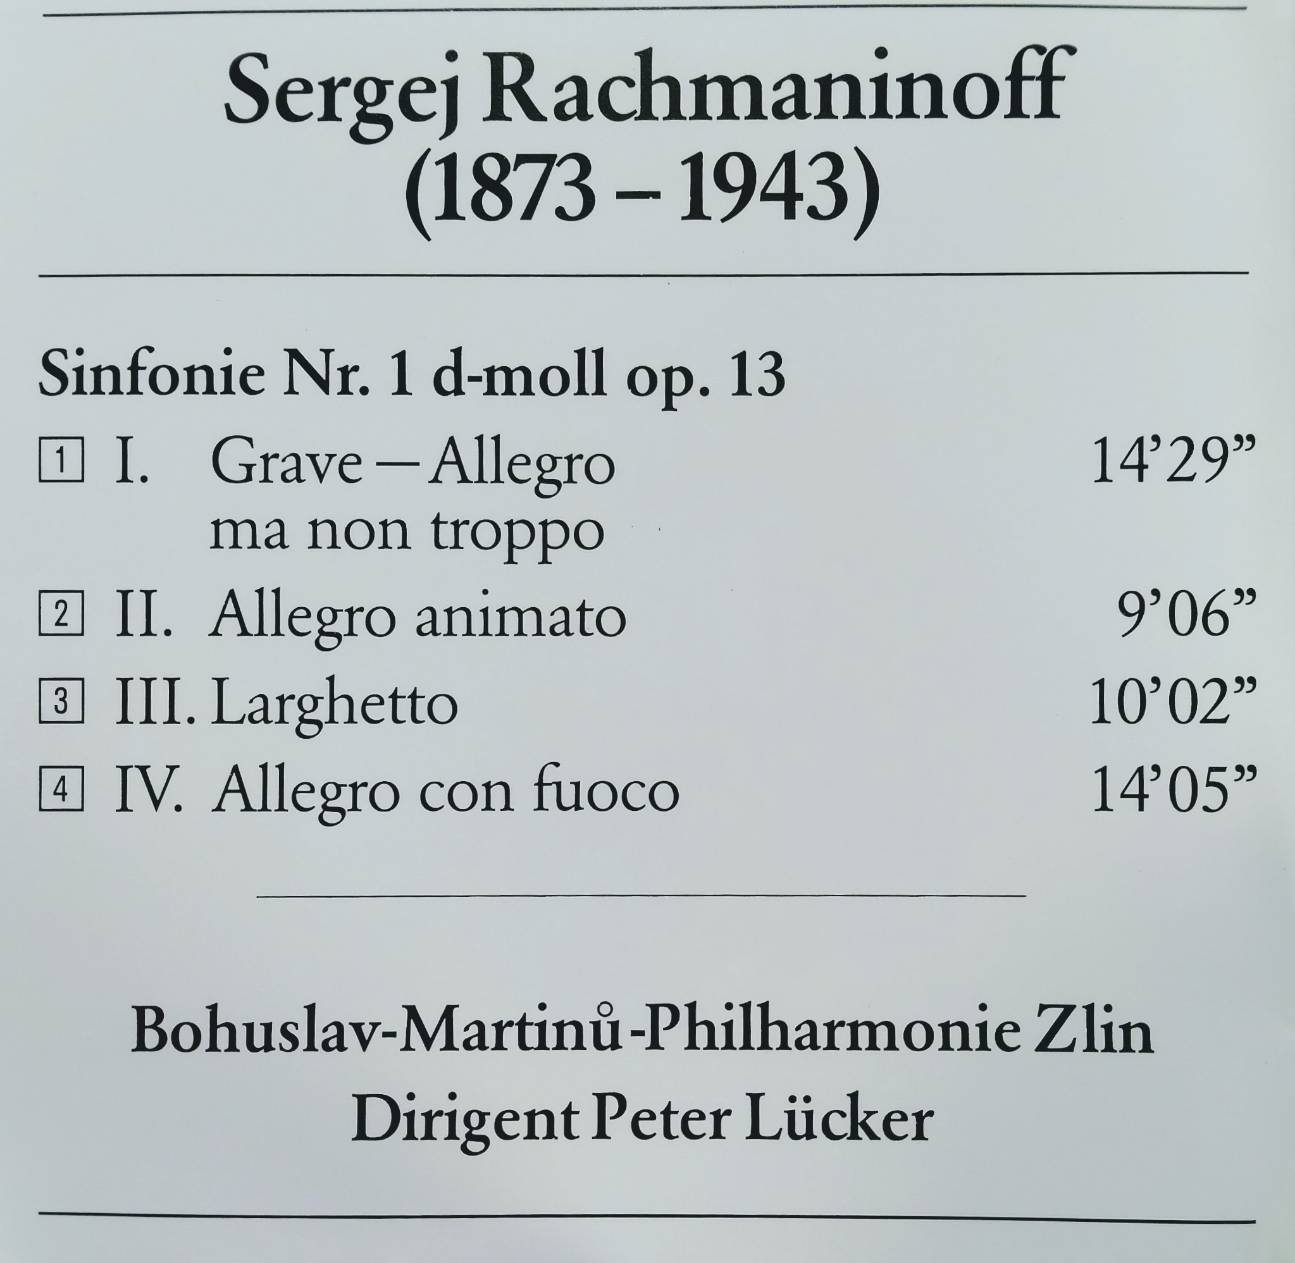 Sergej Rachmaninoff
(1873 – 1943)
Sinfonie Nr. 1 d-moll op. 13
1 I. Grave — Allegro 14’29”
ma non troppo
2 II. Allegro animato 9’06”
3 III. Larghetto 10’02”
4 IV. Allegro con fuoco 14’05”
Bohuslav-Martinů-Philharmonie Zlin
Dirigent Peter Lücker